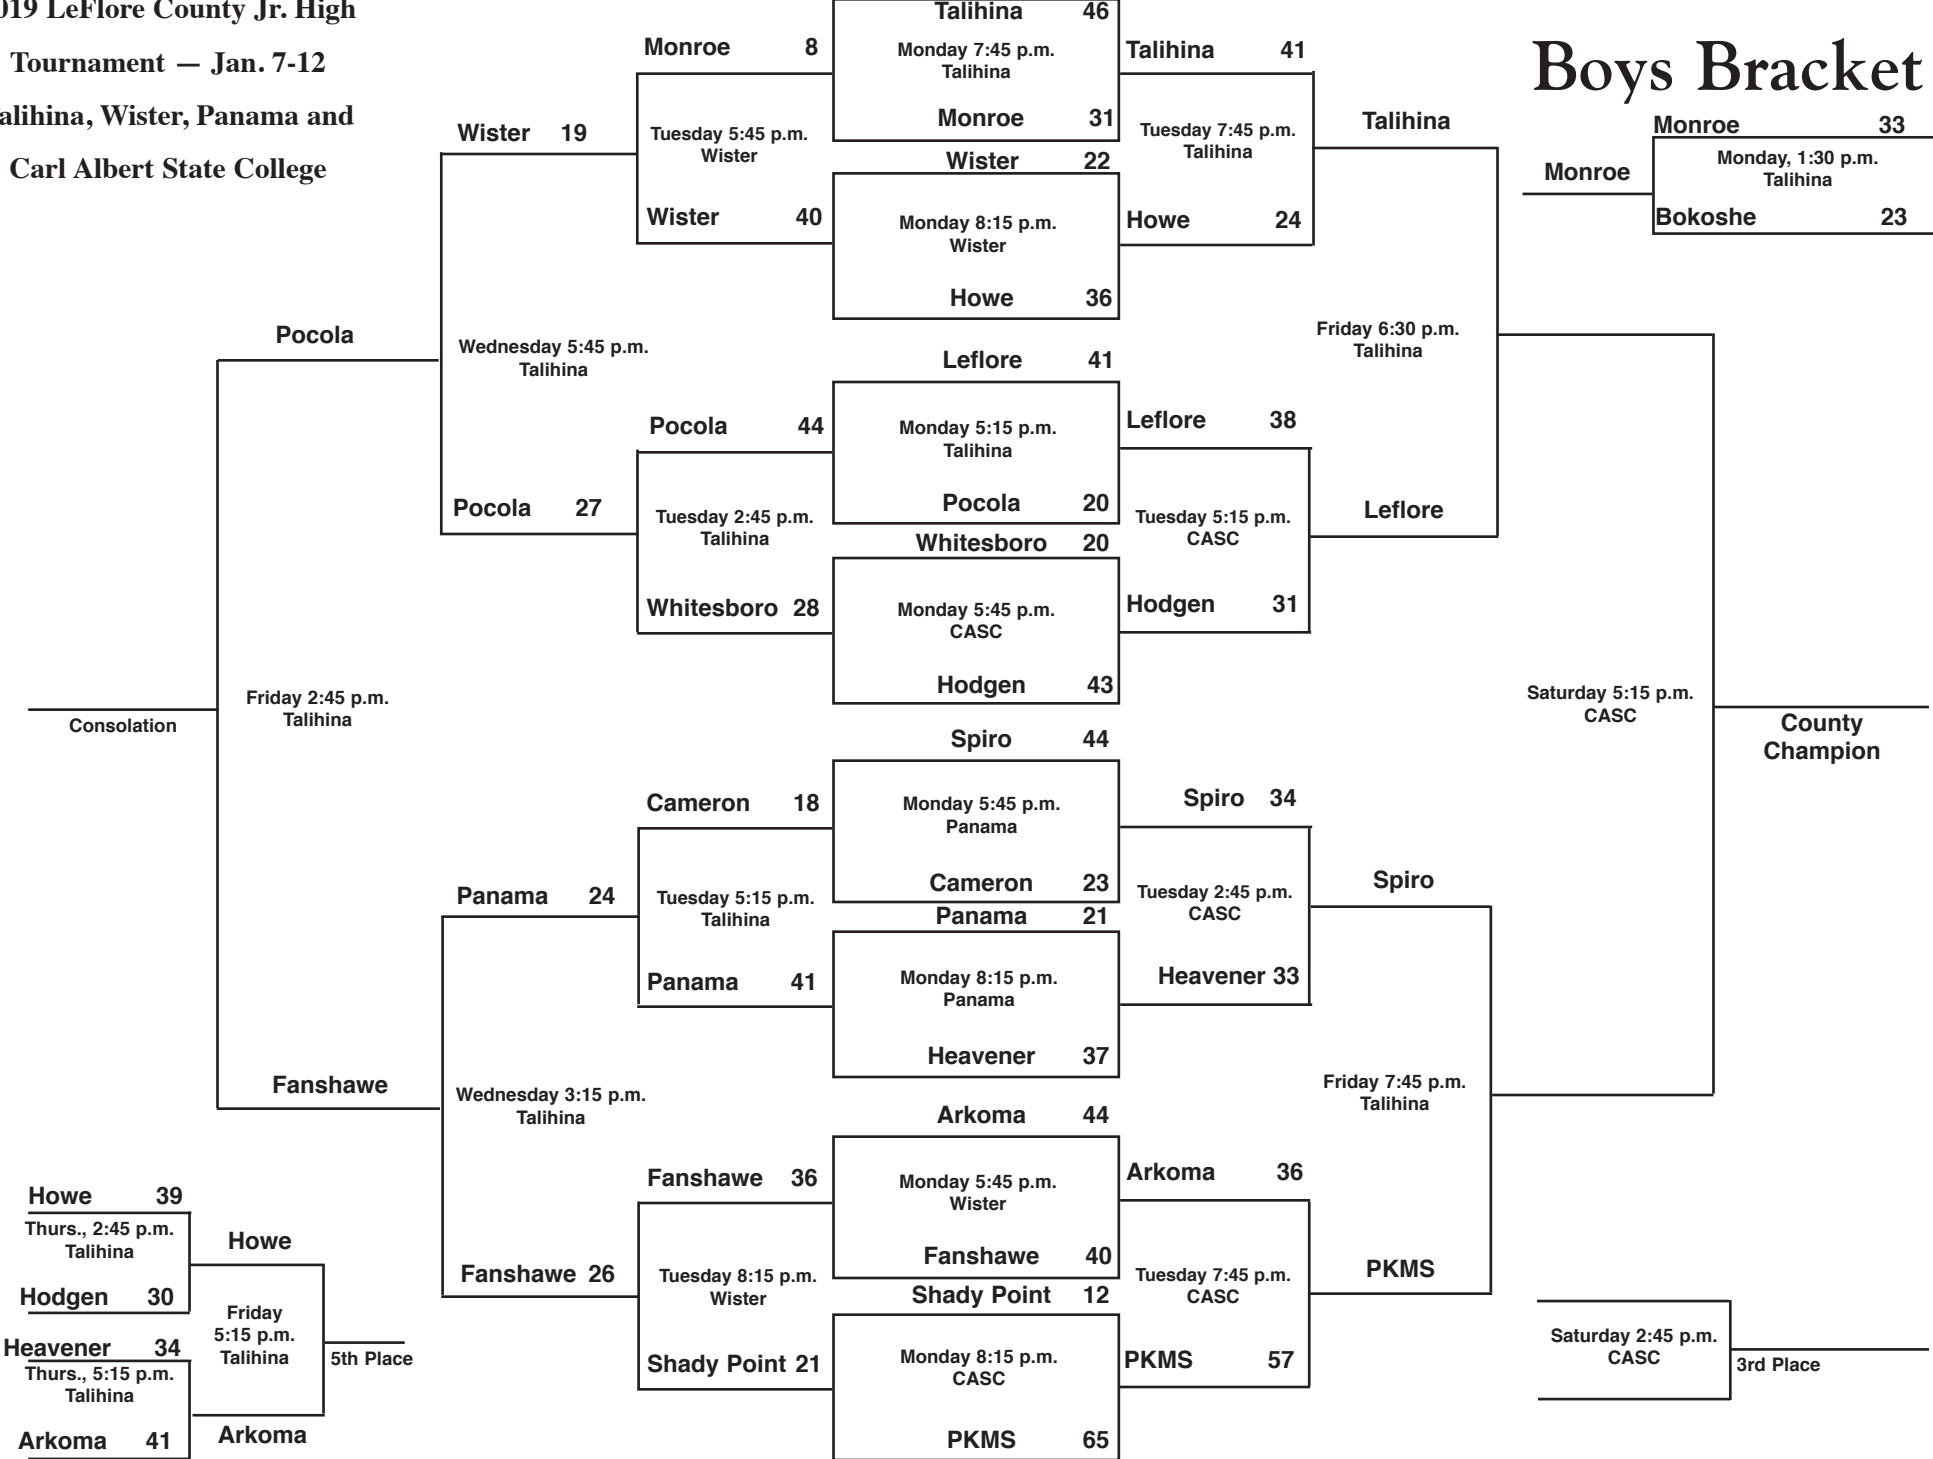 019 LeFlore County Jr. High
Tournament — Jan. 7-12
alihina, Wister, Panama and
Carl Albert State College
Boys Bracket
Monroe 33
Monday, 1:30 p.m.
Talihina
Monroe
Bokoshe 23
Talihina 46
Monday 7:45 p.m.
Talihina
Monroe 31
Wister 22
Monday 8:15 p.m.
Wister
Howe 36
Leflore 41
Monday 5:15 p.m.
Talihina
Pocola 20
Whitesboro 20
Monday 5:45 p.m.
CASC
Hodgen 43
Spiro 44
Monday 5:45 p.m.
Panama
Cameron 23
Panama 21
Monday 8:15 p.m.
Panama
Heavener 37
Arkoma 44
Monday 5:45 p.m.
Wister
Fanshawe 40
Shady Point 12
Monday 8:15 p.m.
CASC
PKMS 65
Monroe 8
Tuesday 5:45 p.m.
Wister
Wister 40
Pocola 44
Tuesday 2:45 p.m.
Talihina
Whitesboro 28
Cameron 18
Tuesday 5:15 p.m.
Talihina
Panama 41
Fanshawe 36
Tuesday 8:15 p.m.
Wister
Shady Point 21
Wister 19
Wednesday 5:45 p.m.
Talihina
Pocola 27
Panama 24
Wednesday 3:15 p.m.
Talihina
Fanshawe 26
Pocola
Friday 2:45 p.m.
Talihina
Fanshawe
Consolation
Talihina 41
Tuesday 7:45 p.m.
Talihina
Howe 24
Leflore 38
Tuesday 5:15 p.m.
CASC
Hodgen 31
Spiro 34
Tuesday 2:45 p.m.
CASC
Heavener 33
Arkoma 36
Tuesday 7:45 p.m.
CASC
PKMS 57
Talihina
Friday 6:30 p.m.
Talihina
Leflore
Spiro
Friday 7:45 p.m.
Talihina
PKMS
Saturday 5:15 p.m.
CASC
County
Champion
Howe 39
Thurs., 2:45 p.m.
Talihina
Hodgen 30
Heavener 34
Thurs., 5:15 p.m.
Talihina
Arkoma 41
Howe
Friday
5:15 p.m.
Talihina
Arkoma
5th Place
Saturday 2:45 p.m.
CASC
3rd Place